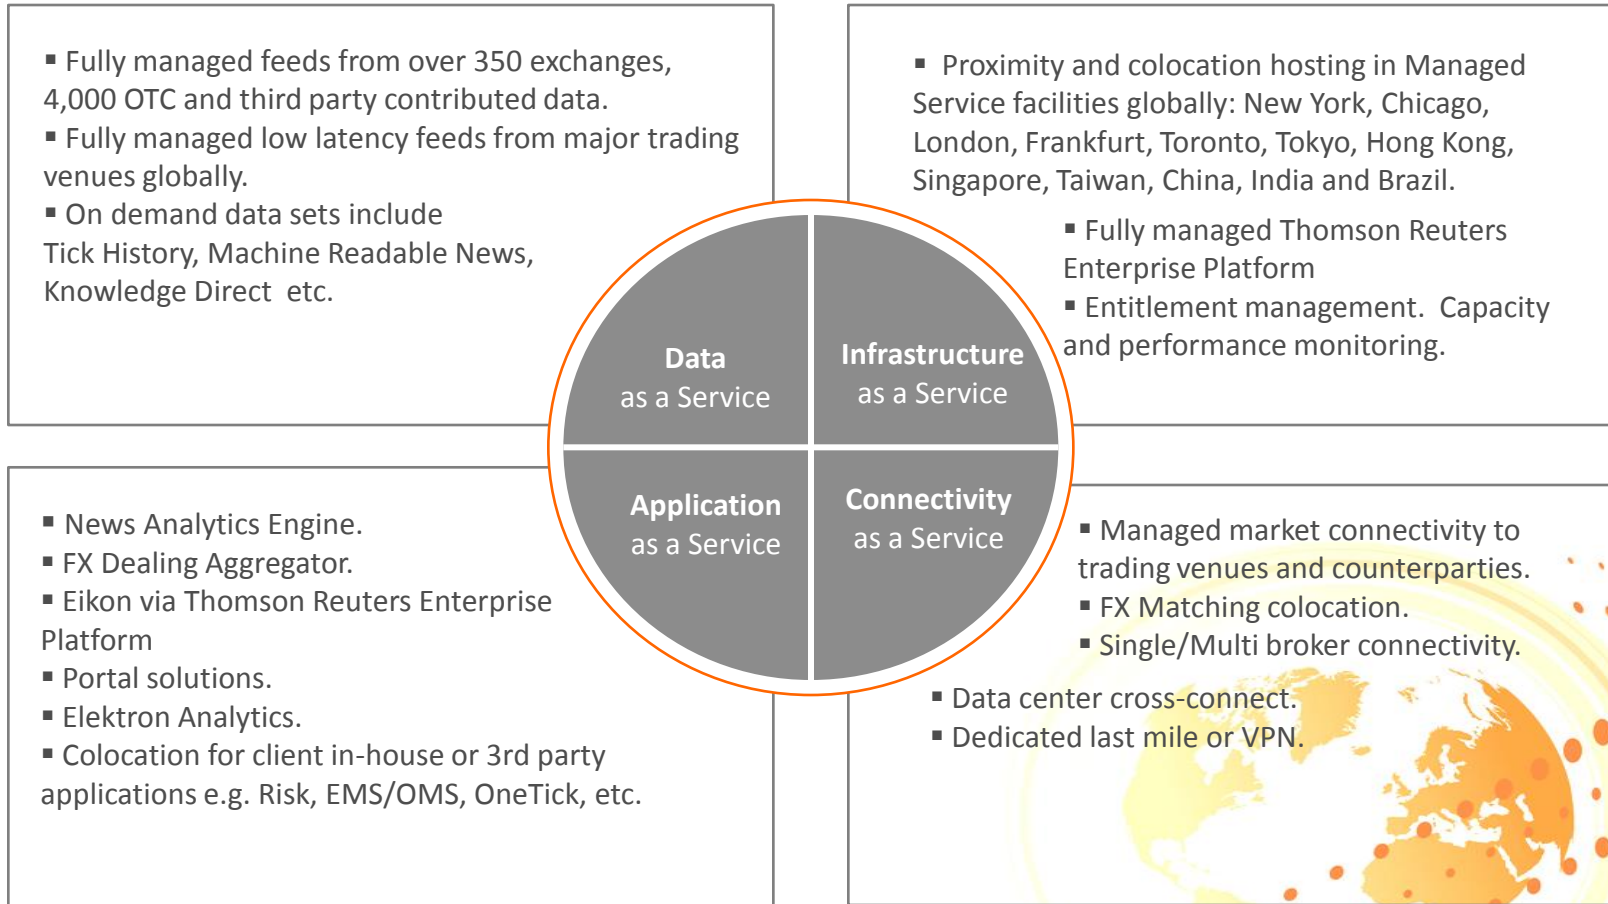 ▪ Fully managed feeds from over 350 exchanges,
4,000 OTC and third party contributed data.
▪ Fully managed low latency feeds from major trading
venues globally.
▪ On demand data sets include
Tick History, Machine Readable News,
Knowledge Direct  etc.
▪ Proximity and colocation hosting in Managed
Service facilities globally: New York, Chicago,
London, Frankfurt, Toronto, Tokyo, Hong Kong,
Singapore, Taiwan, China, India and Brazil.
▪ Fully managed Thomson Reuters
Enterprise Platform
▪ Entitlement management.  Capacity
and performance monitoring.
Data
as a Service
Infrastructure
as a Service
Application
as a Service
Connectivity
as a Service
▪ News Analytics Engine.
▪ FX Dealing Aggregator.
▪ Eikon via Thomson Reuters Enterprise
Platform
▪ Portal solutions.
▪ Elektron Analytics.
▪ Colocation for client in-house or 3rd party
applications e.g. Risk, EMS/OMS, OneTick, etc.
▪ Managed market connectivity to
trading venues and counterparties.
▪ FX Matching colocation.
▪ Single/Multi broker connectivity.
▪ Data center cross-connect.
▪ Dedicated last mile or VPN.